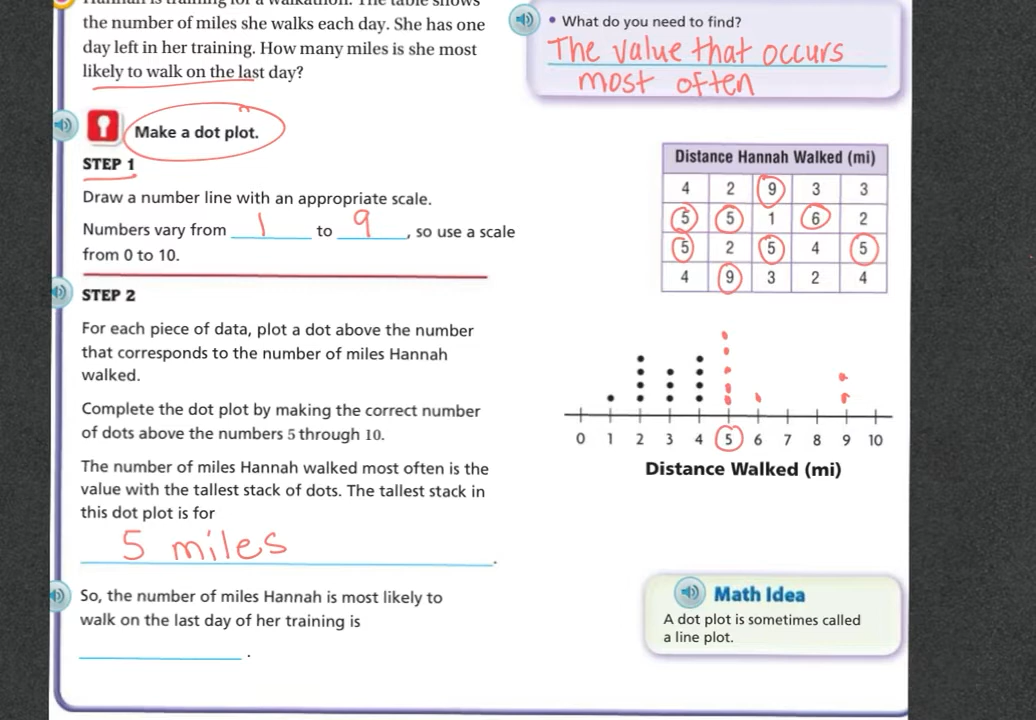 the number of miles she walks each day. She has one
day left in her training. How many miles is she most
likely to walk on the last day?
• What do you need to find?
The value that occurs
most often
Make a dot plot.
STEP 1
Draw a number line with an appropriate scale.
Numbers vary from 1 to 9, so use a scale
from 0 to 10.
STEP 2
For each piece of data, plot a dot above the number
that corresponds to the number of miles Hannah
walked.
Complete the dot plot by making the correct number
of dots above the numbers 5 through 10.
The number of miles Hannah walked most often is the
value with the tallest stack of dots. The tallest stack in
this dot plot is for
5 miles.
So, the number of miles Hannah is most likely to
walk on the last day of her training is
.
Distance Hannah Walked (mi)
4 2 9 3 3
5 5 1 6 2
5 2 5 4 5
4 9 3 2 4
0 1 2 3 4 5 6 7 8 9 10
Distance Walked (mi)
Math Idea
A dot plot is sometimes called
a line plot.